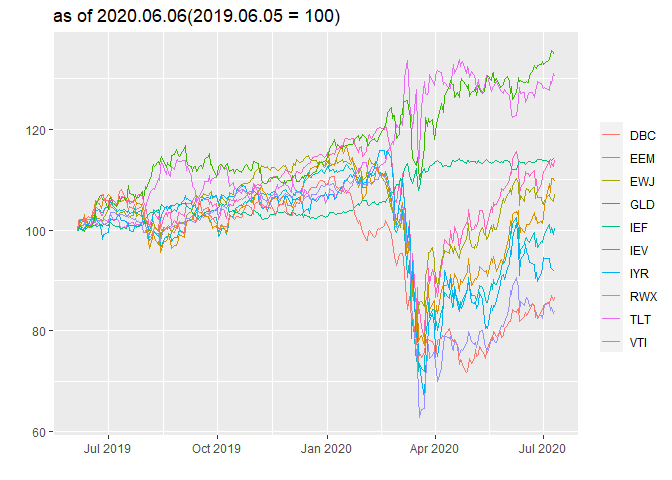 as of 2020.06.06(2019.06.05 = 100)
120
100
80
60
Jul 2019
Oct 2019
Jan 2020
Apr 2020
Jul 2020
DBC
EEM
EWJ
GLD
IEF
IEV
IYR
RWX
TLT
VTI